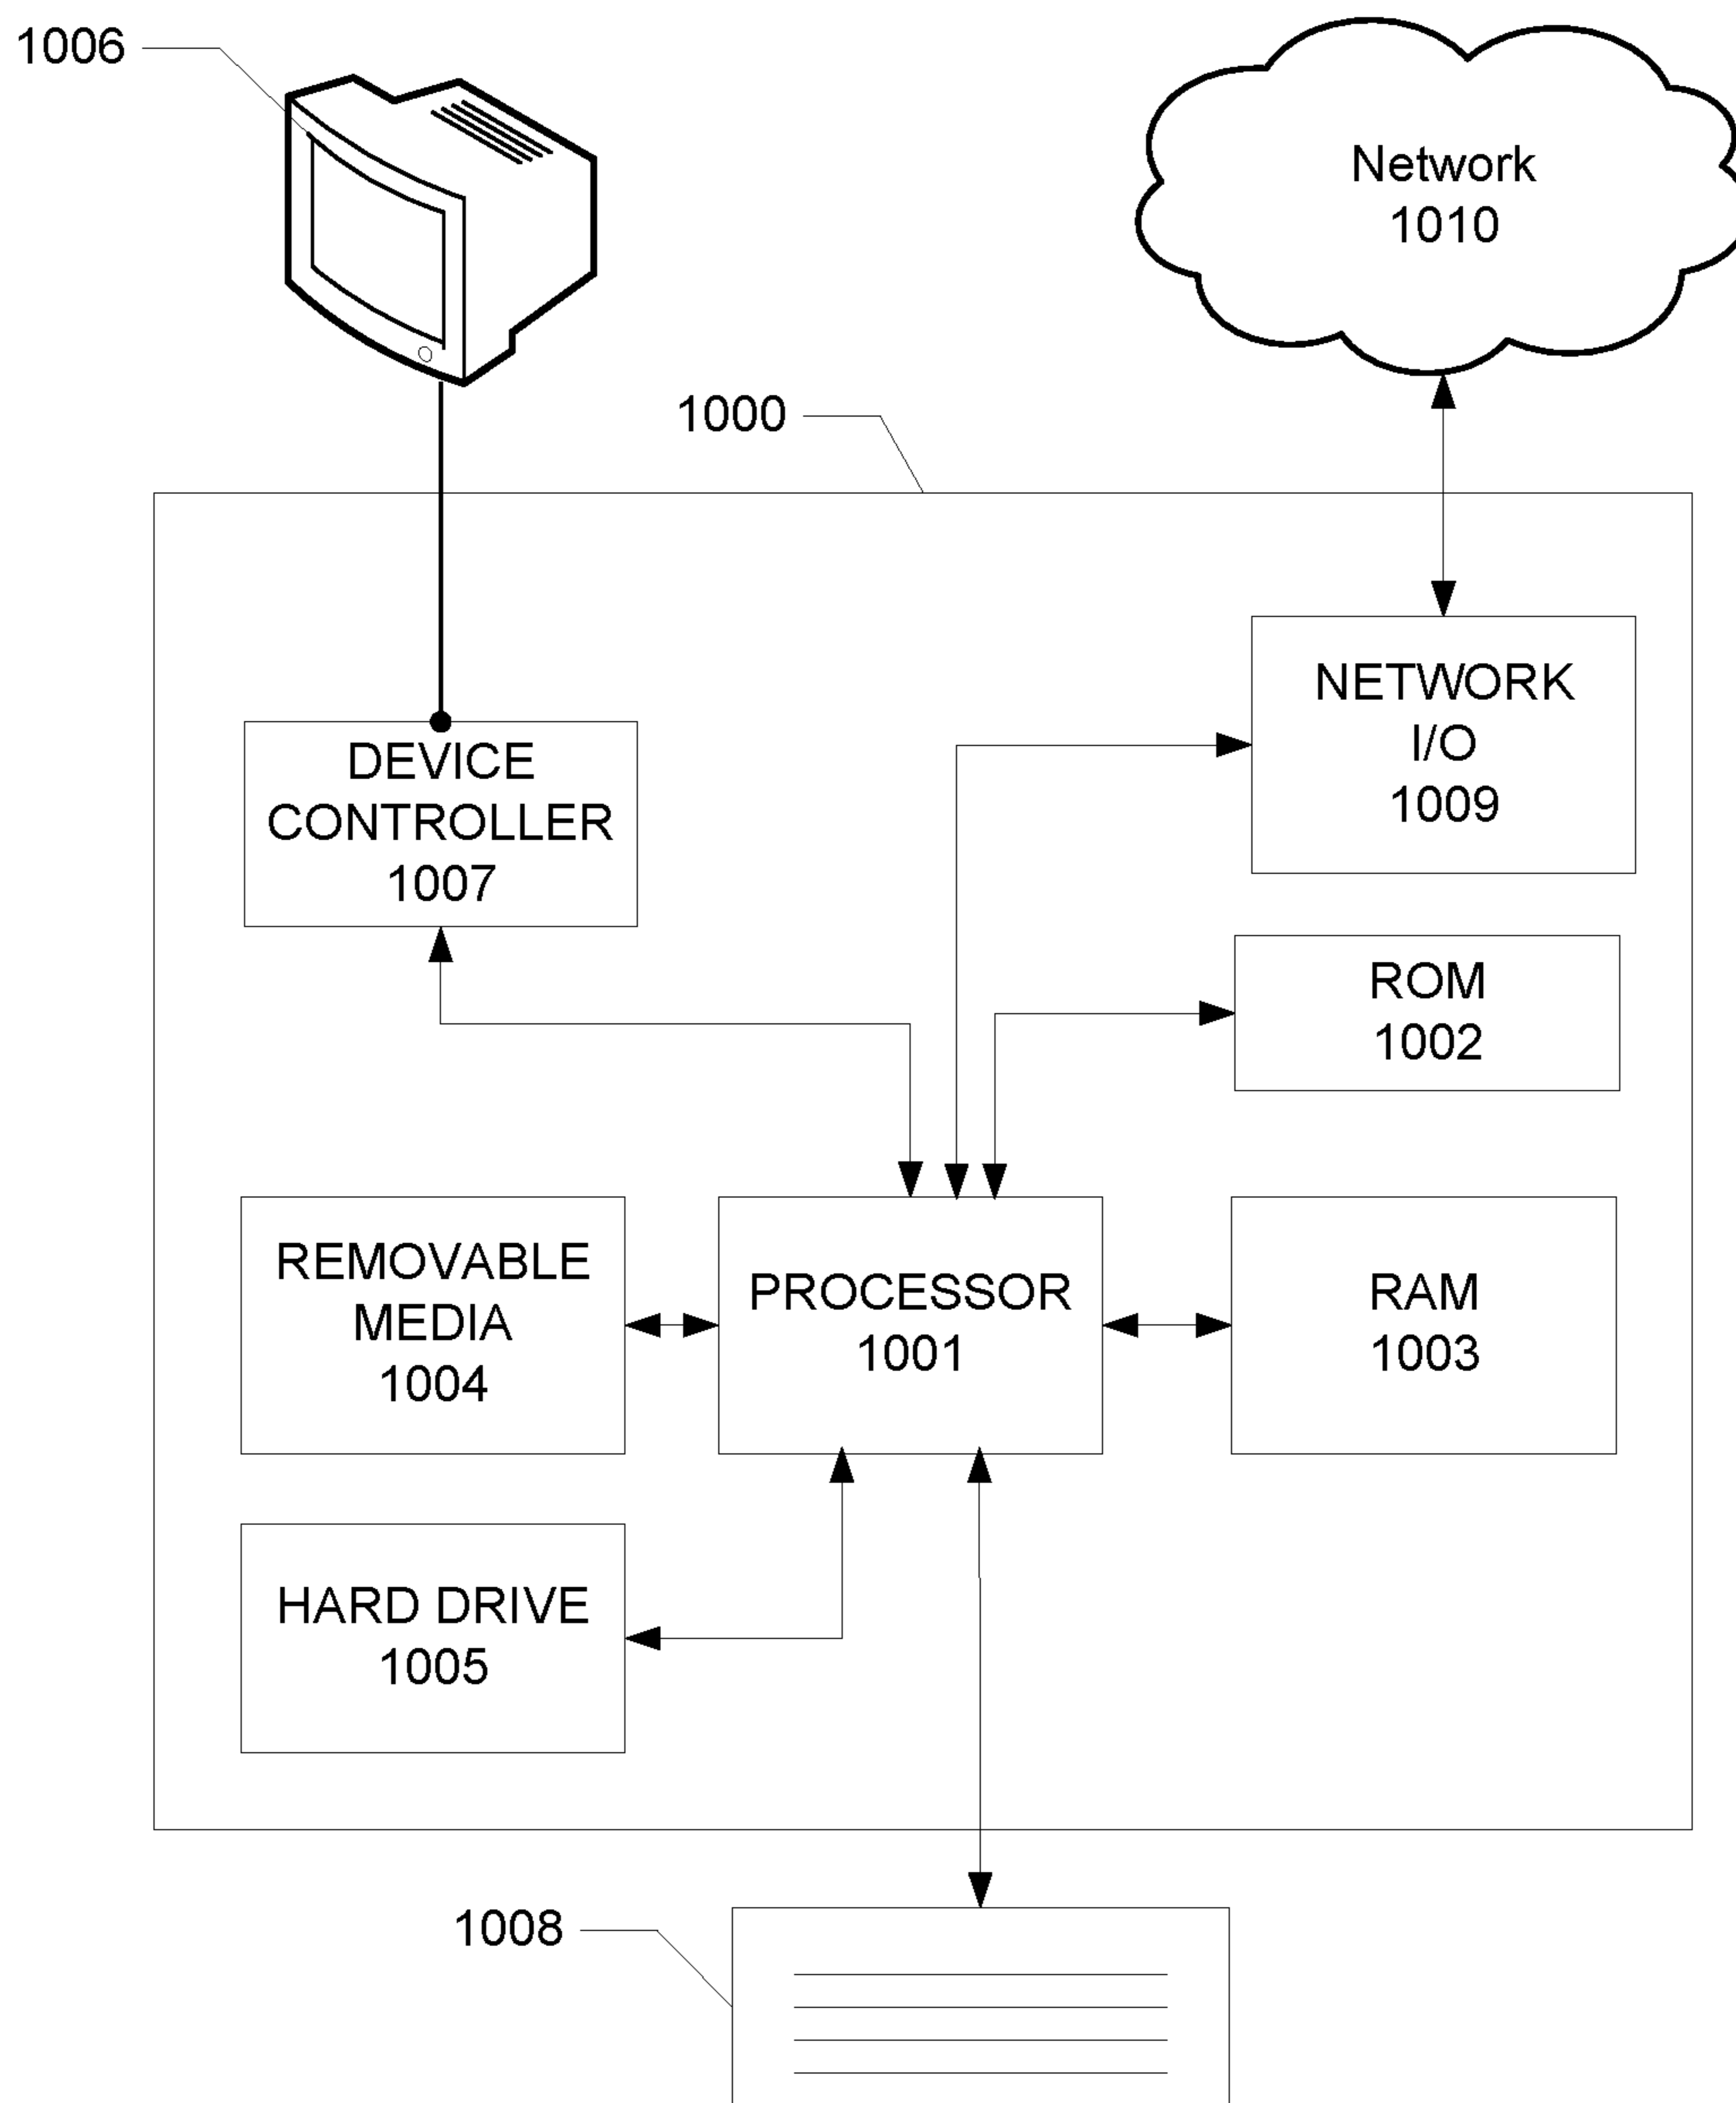 1006
Network
1010
1000
NETWORK
I/O
1009
DEVICE
CONTROLLER
1007
ROM
1002
REMOVABLE
MEDIA
1004
PROCESSOR
1001
RAM
1003
HARD DRIVE
1005
1008